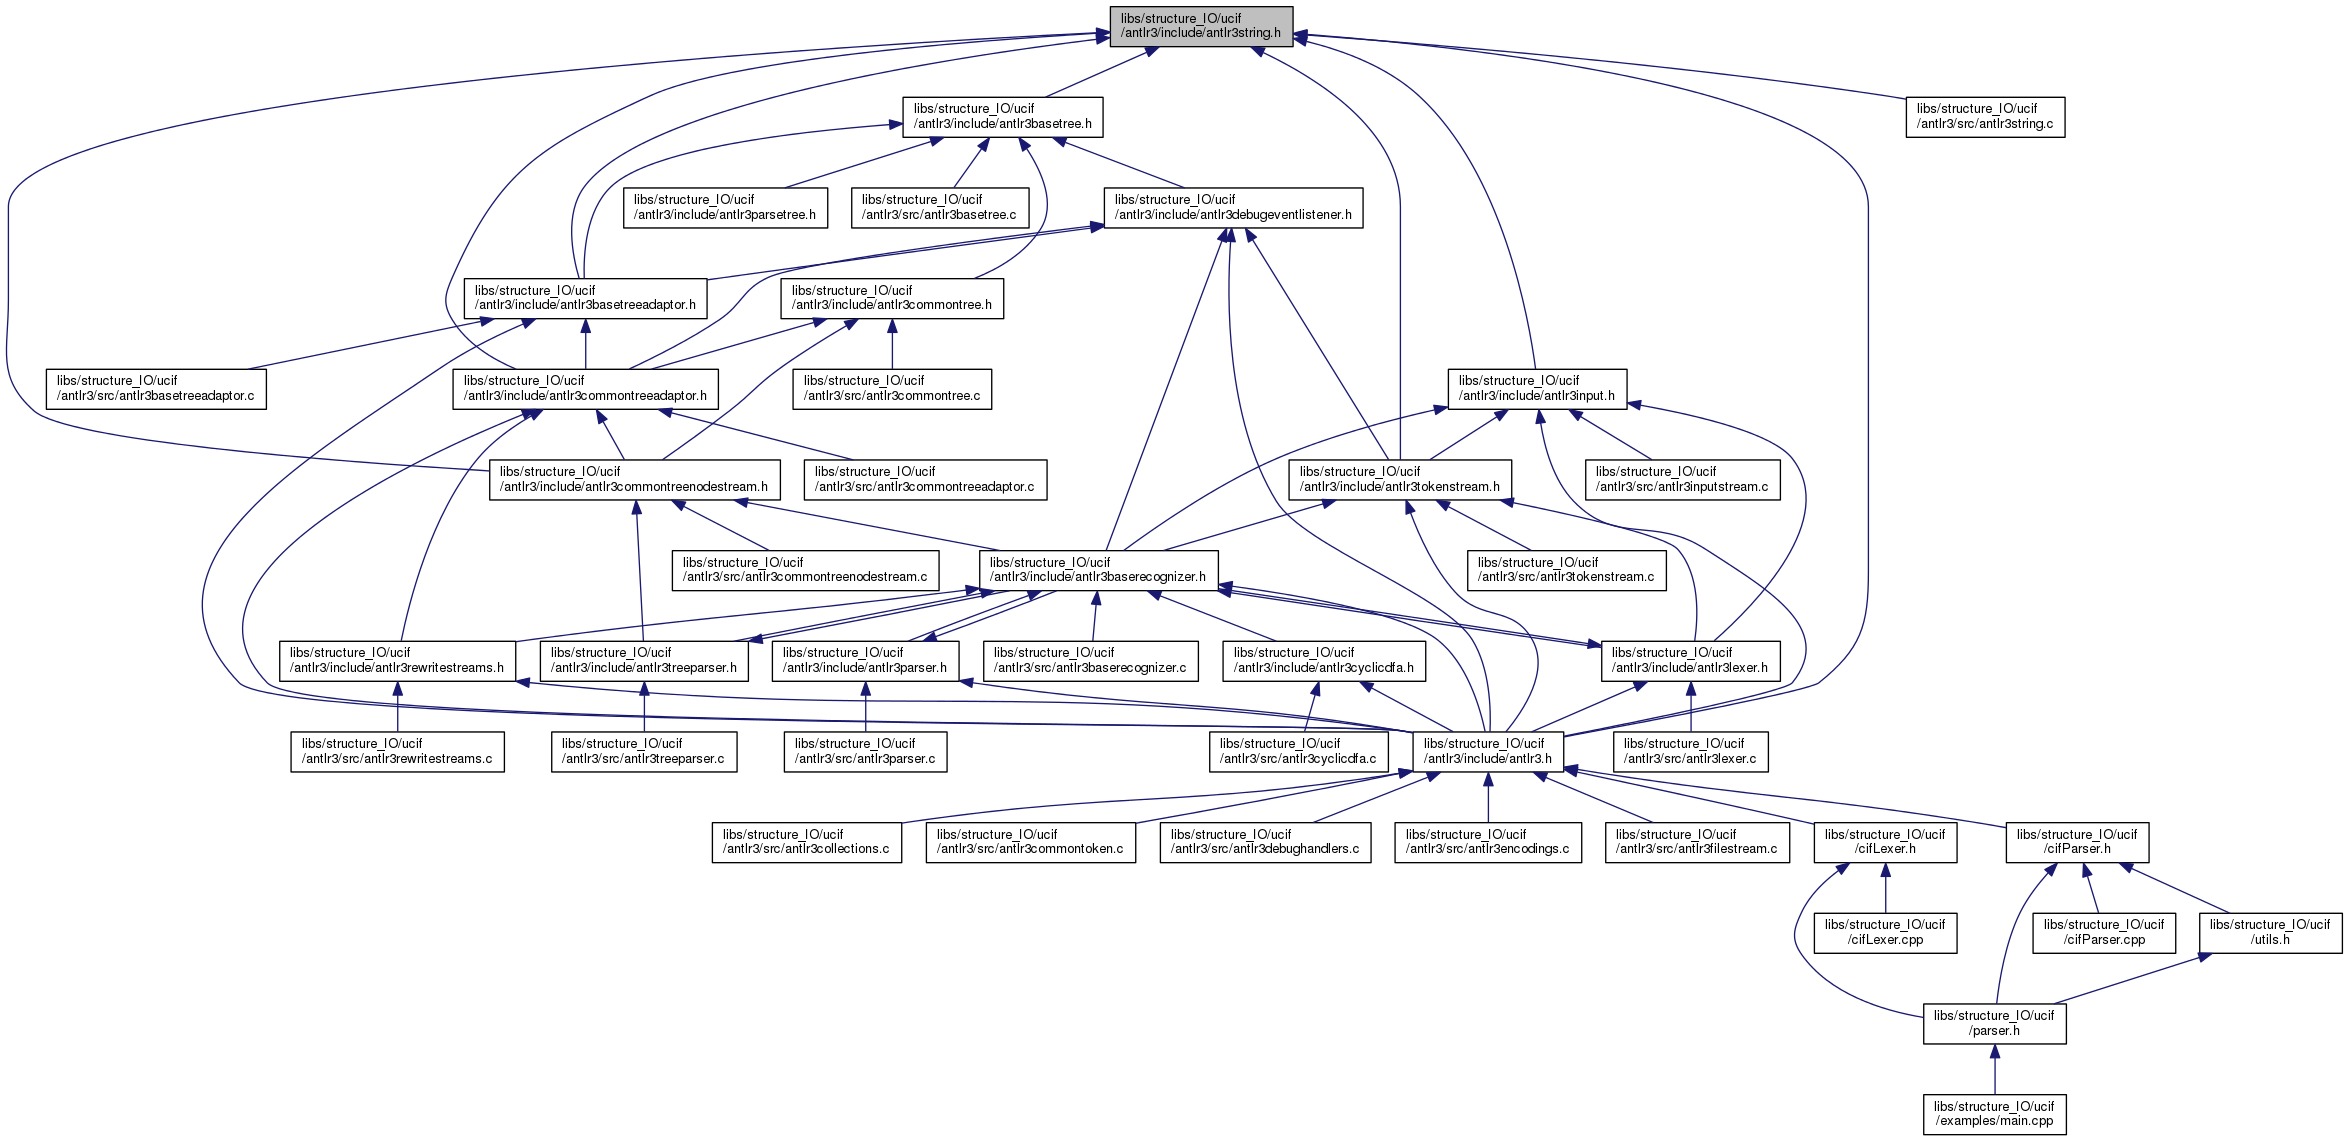 libs/structure_IO/ucif
/antlr3/include/antlr3string.h
libs/structure_IO/ucif
/antlr3/include/antlr3basetree.h
libs/structure_IO/ucif
/antlr3/src/antlr3string.c
libs/structure_IO/ucif
/antlr3/include/antlr3parsetree.h
libs/structure_IO/ucif
/antlr3/src/antlr3basetree.c
libs/structure_IO/ucif
/antlr3/include/antlr3debugeventlistener.h
libs/structure_IO/ucif
/antlr3/include/antlr3basetreeadaptor.h
libs/structure_IO/ucif
/antlr3/include/antlr3commontree.h
libs/structure_IO/ucif
/antlr3/src/antlr3basetreeadaptor.c
libs/structure_IO/ucif
/antlr3/include/antlr3commontreeadaptor.h
libs/structure_IO/ucif
/antlr3/src/antlr3commontree.c
libs/structure_IO/ucif
/antlr3/include/antlr3input.h
libs/structure_IO/ucif
/antlr3/include/antlr3commontreenodestream.h
libs/structure_IO/ucif
/antlr3/src/antlr3commontreeadaptor.c
libs/structure_IO/ucif
/antlr3/include/antlr3tokenstream.h
libs/structure_IO/ucif
/antlr3/src/antlr3inputstream.c
libs/structure_IO/ucif
/antlr3/src/antlr3commontreenodestream.c
libs/structure_IO/ucif
/antlr3/include/antlr3baserecognizer.h
libs/structure_IO/ucif
/antlr3/src/antlr3tokenstream.c
libs/structure_IO/ucif
/antlr3/include/antlr3rewritestreams.h
libs/structure_IO/ucif
/antlr3/include/antlr3treeparser.h
libs/structure_IO/ucif
/antlr3/include/antlr3parser.h
libs/structure_IO/ucif
/antlr3/src/antlr3baserecognizer.c
libs/structure_IO/ucif
/antlr3/include/antlr3cyclicdfa.h
libs/structure_IO/ucif
/antlr3/include/antlr3lexer.h
libs/structure_IO/ucif
/antlr3/src/antlr3rewritestreams.c
libs/structure_IO/ucif
/antlr3/src/antlr3treeparser.c
libs/structure_IO/ucif
/antlr3/src/antlr3parser.c
libs/structure_IO/ucif
/antlr3/src/antlr3cyclicdfa.c
libs/structure_IO/ucif
/antlr3/include/antlr3.h
libs/structure_IO/ucif
/antlr3/src/antlr3lexer.c
libs/structure_IO/ucif
/antlr3/src/antlr3collections.c
libs/structure_IO/ucif
/antlr3/src/antlr3commontoken.c
libs/structure_IO/ucif
/antlr3/src/antlr3debughandlers.c
libs/structure_IO/ucif
/antlr3/src/antlr3encodings.c
libs/structure_IO/ucif
/antlr3/src/antlr3filestream.c
libs/structure_IO/ucif
/cifLexer.h
libs/structure_IO/ucif
/cifParser.h
libs/structure_IO/ucif
/cifLexer.cpp
libs/structure_IO/ucif
/cifParser.cpp
libs/structure_IO/ucif
/utils.h
libs/structure_IO/ucif
/parser.h
libs/structure_IO/ucif
/examples/main.cpp